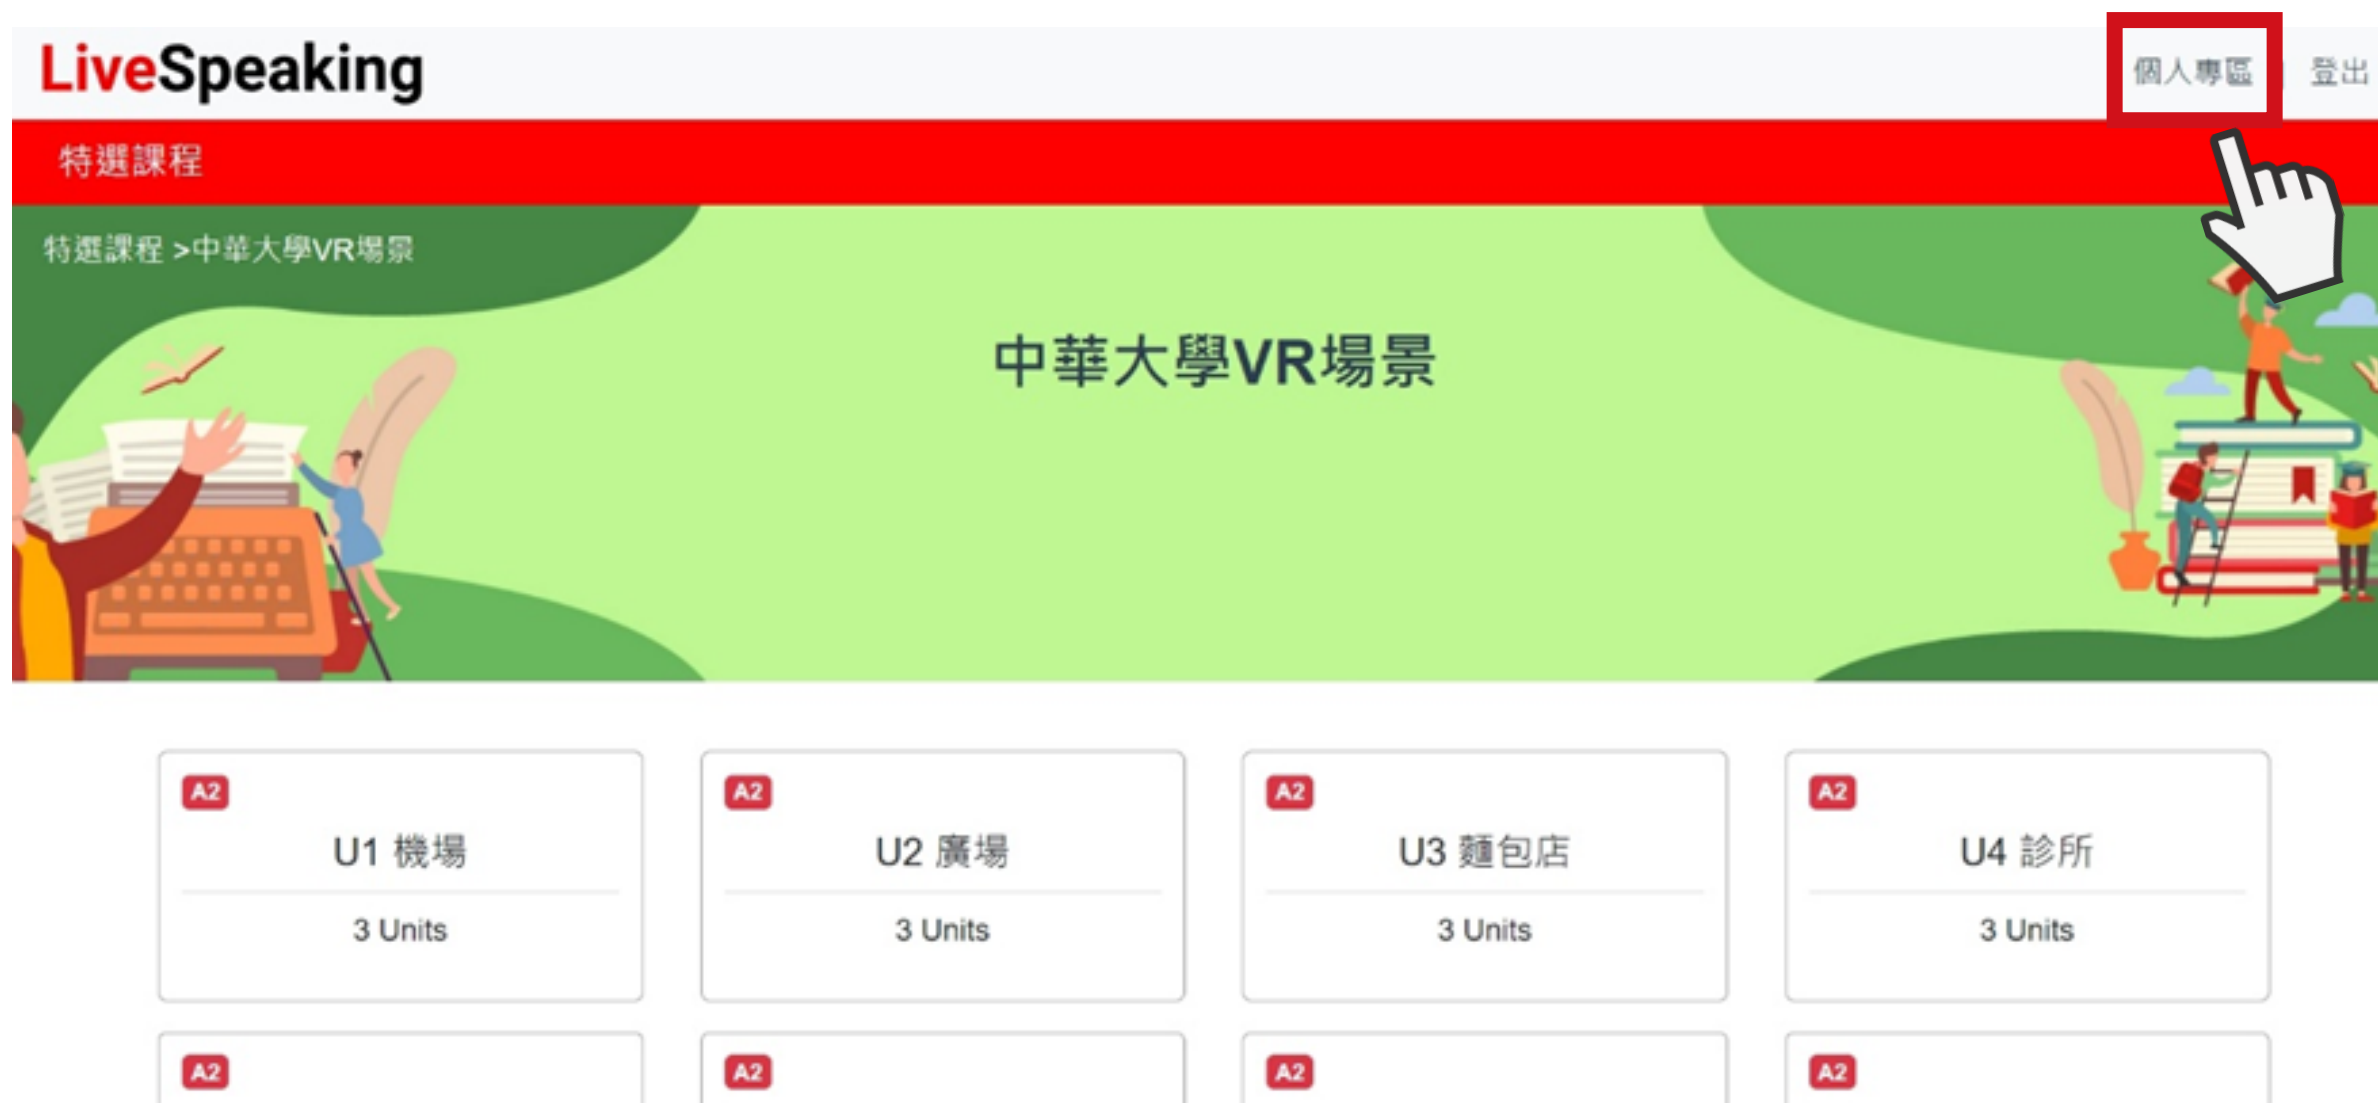 LiveSpeaking
個人專區
登出
特選課程
特選課程 >中華大學VR場景
中華大學VR場景
A2
U1 機場
3 Units
A2
U2 廣場
3 Units
A2
U3 麵包店
3 Units
A2
U4 診所
3 Units
A2
A2
A2
A2